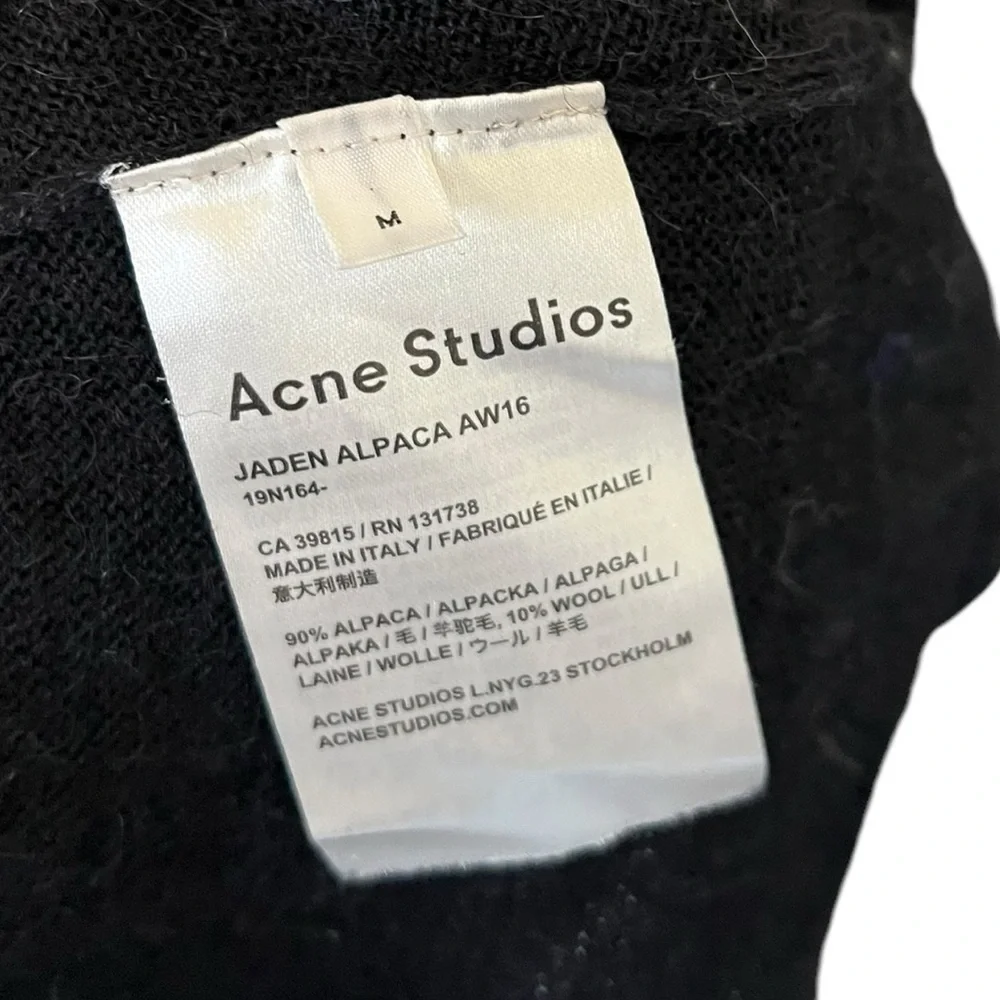 M
Acne Studios
JADEN ALPACA AW16
19N164-
CA 39815 / RN 131738
MADE IN ITALY / FABRIQUÉ EN ITALIE /
意大利制造
90% ALPACA / ALPACKA / ALPAGA /
ALPAKA / 毛 / 羊驼毛, 10% WOOL / ULL /
LAINE / WOLLE / ウール / 羊毛
ACNE STUDIOS L.NYG.23 STOCKHOLM
ACNESTUDIOS.COM